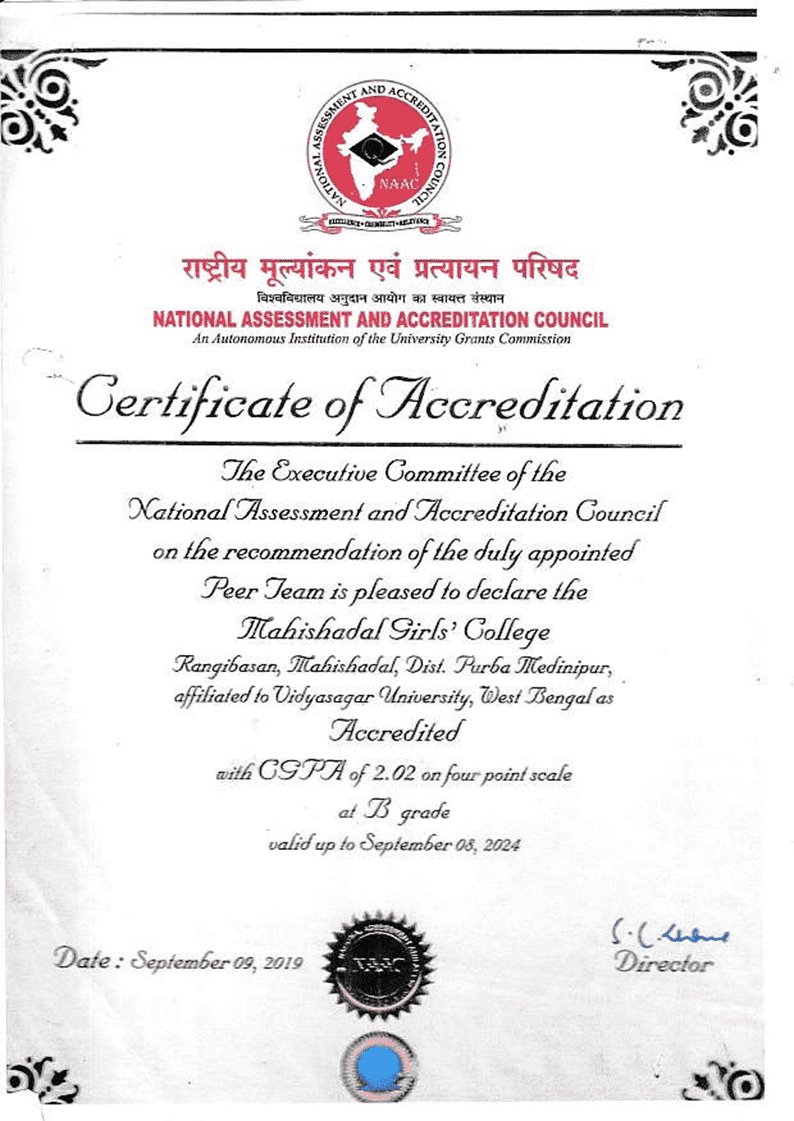 NATIONAL ASSESSMENT AND ACCREDITATION COUNCIL
NAAC
EXCELLENCE • CREDIBILITY • RELEVANCE
राष्ट्रीय मूल्यांकन एवं प्रत्यायन परिषद
विश्वविद्यालय अनुदान आयोग का स्वायत्त संस्थान
NATIONAL ASSESSMENT AND ACCREDITATION COUNCIL
An Autonomous Institution of the University Grants Commission
Certificate of Accreditation
The Executive Committee of the
National Assessment and Accreditation Council
on the recommendation of the duly appointed
Peer Team is pleased to declare the
Mahishadal Girls' College
Rangibasan, Mahishadal, Dist. Purba Medinipur,
affiliated to Vidyasagar University, West Bengal as
Accredited
with CGPA of 2.02 on four point scale
at B grade
valid up to September 08, 2024
Date : September 09, 2019
NAAC
Director